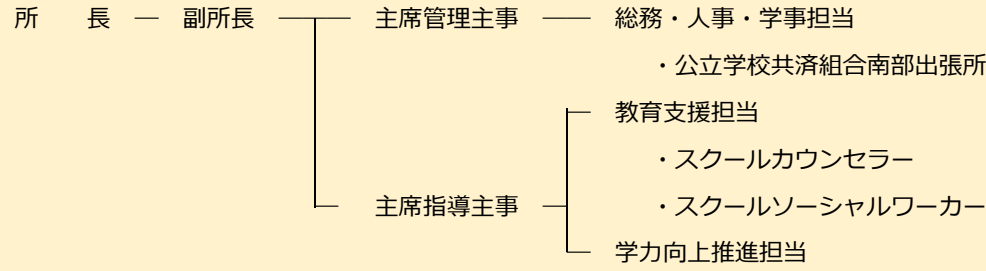 所　長 ― 副所長 ――― 主席管理主事 ―― 総務・人事・学事担当
・公立学校共済組合南部出張所
教育支援担当
・スクールカウンセラー
主席指導主事 ― ・スクールソーシャルワーカー
学力向上推進担当